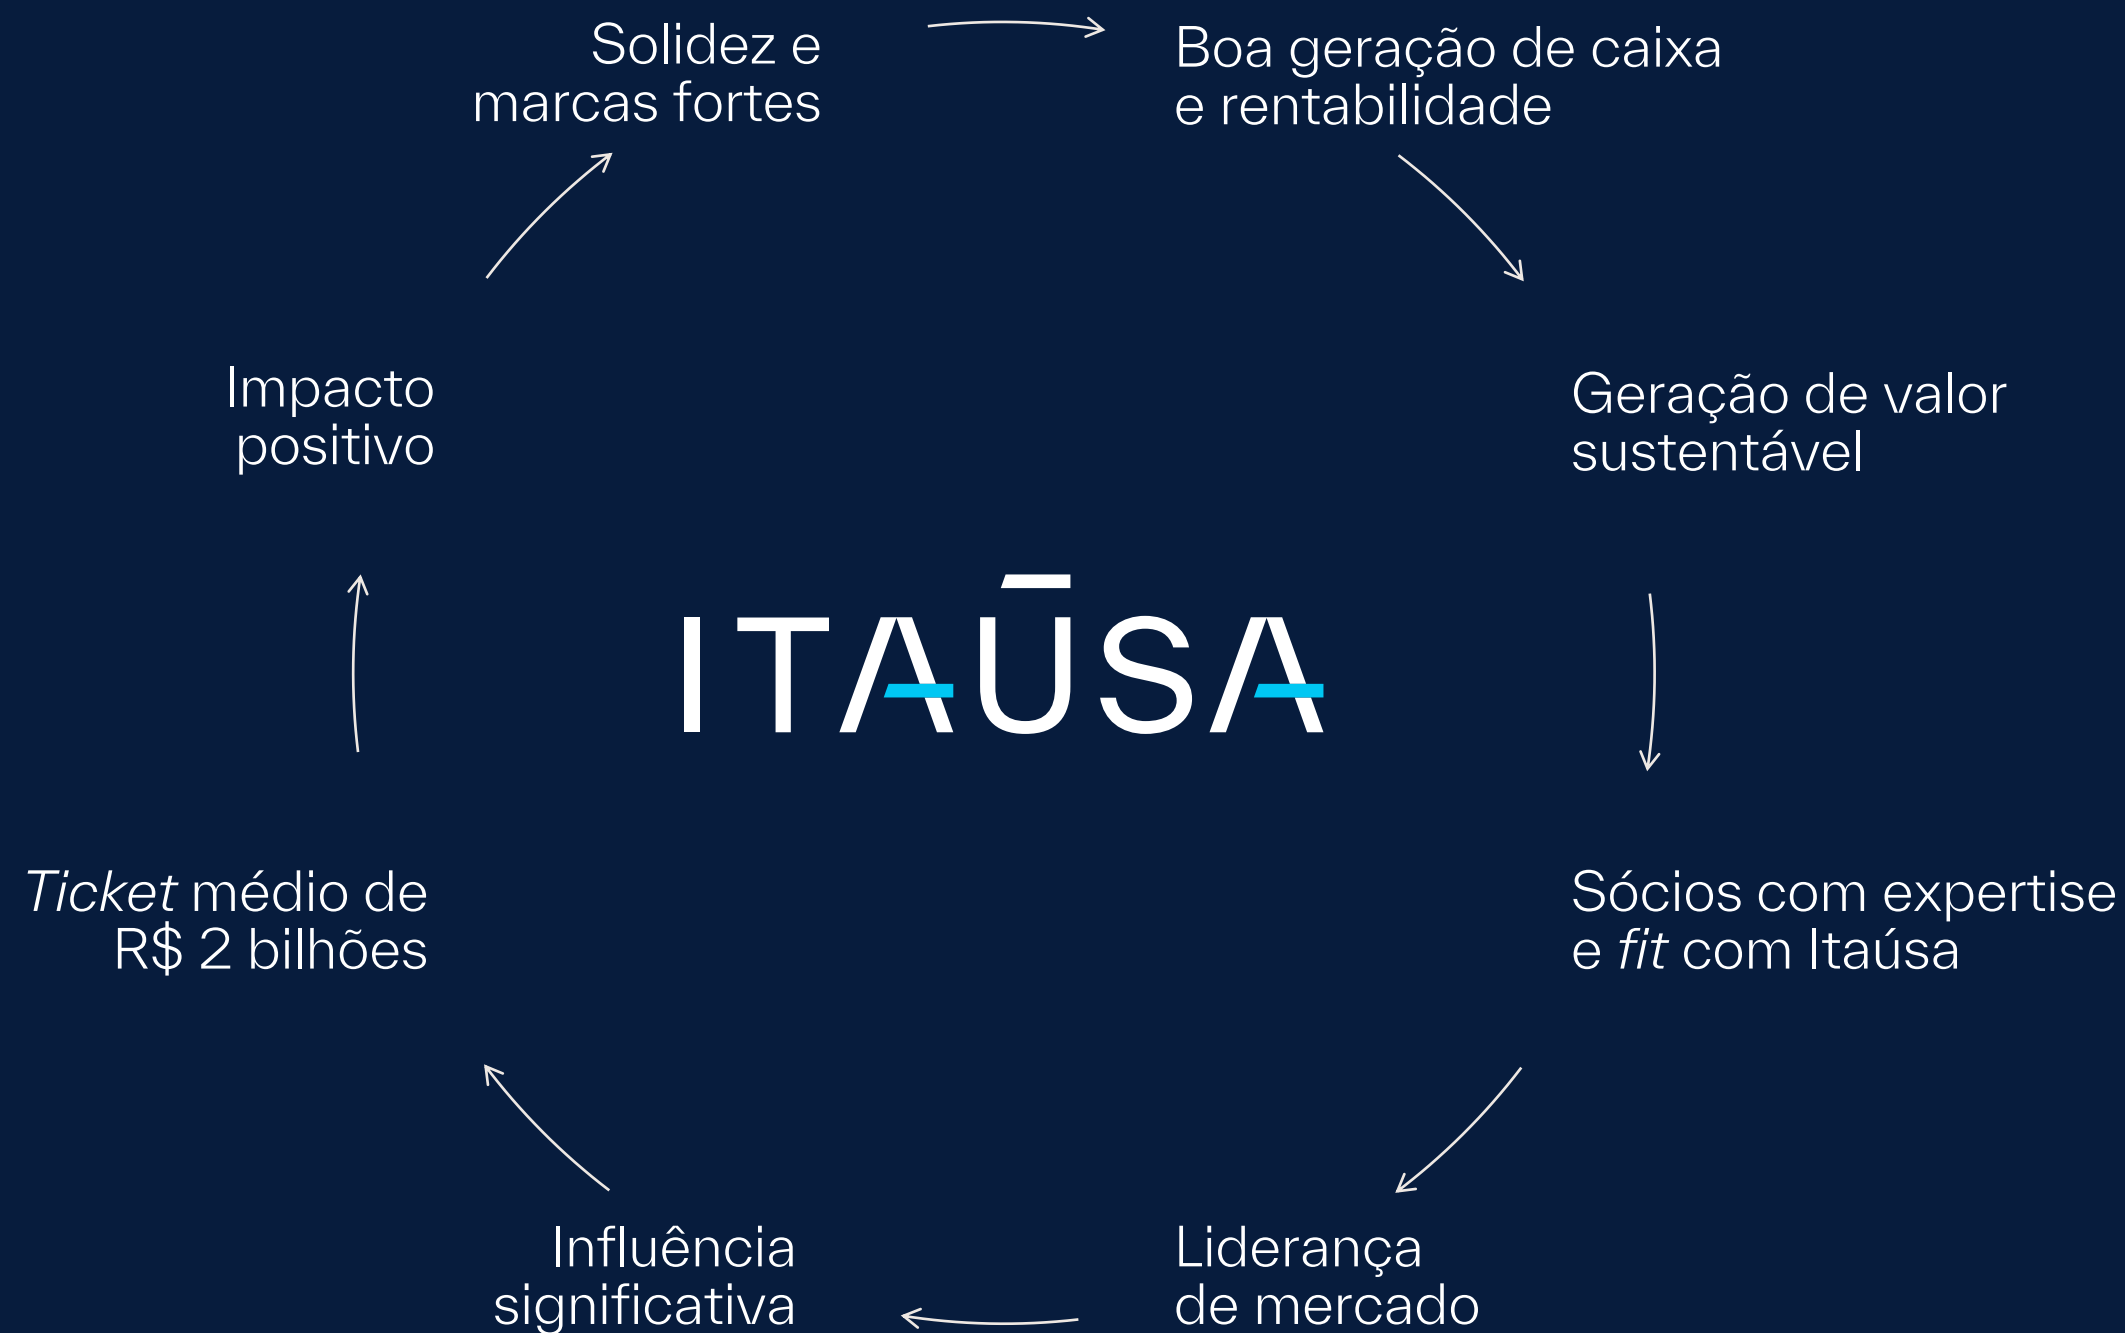 Solidez e
marcas fortes
Boa geração de caixa
e rentabilidade
Geração de valor
sustentável
Sócios com expertise
e fit com Itaúsa
Liderança
de mercado
Influência
significativa
Ticket médio de
R$ 2 bilhões
Impacto
positivo
ITAŪSA